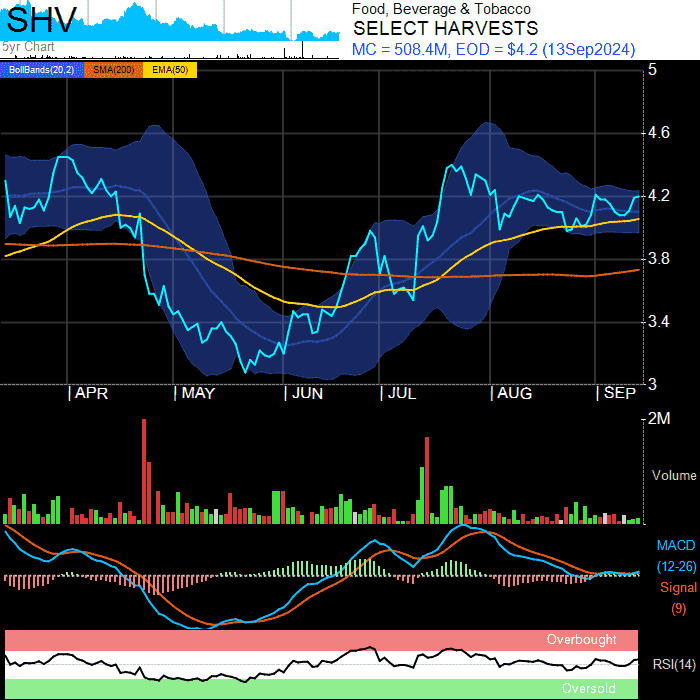 SHV
5yr Chart
Food, Beverage & Tobacco
SELECT HARVESTS
MC = 508.4M, EOD = $4.2 (13Sep2024)
BollBands(20,2) SMA(200) EMA(50)
5
4.6
4.2
3.8
3.4
3
APR MAY JUN JUL AUG SEP
2M
Volume
MACD
(12-26)
Signal
(9)
Overbought
RSI(14)
Oversold